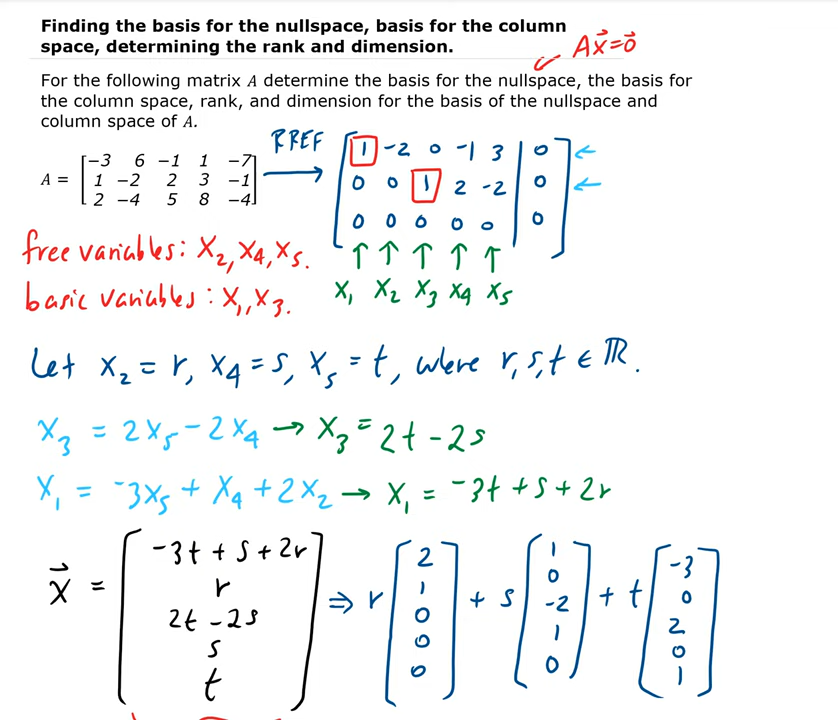 Finding the basis for the nullspace, basis for the column
space, determining the rank and dimension.
Ax⃗=0⃗
For the following matrix A determine the basis for the nullspace, the basis for
the column space, rank, and dimension for the basis of the nullspace and
column space of A.
A = [-3 6 -1 1 -7
1 -2 2 3 -1
2 -4 5 8 -4]
RREF →
[1 -2 0 -1 3 | 0] ←
[0 0 1 2 -2 | 0] ←
[0 0 0 0 0 | 0]
↑ ↑ ↑ ↑ ↑
x₁ x₂ x₃ x₄ x₅
free variables: x₂, x₄, x₅.
basic variables: x₁, x₃.
Let x₂ = r, x₄ = s, x₅ = t, where r, s, t ∈ ℝ.
x₃ = 2x₅ - 2x₄ → x₃ = 2t - 2s
x₁ = -3x₅ + x₄ + 2x₂ → x₁ = -3t + s + 2r
x⃗ = [-3t + s + 2r
r
2t - 2s
s
t]
⇒ r [2
1
0
0
0]
+ s [1
0
-2
1
0]
+ t [-3
0
2
0
1]